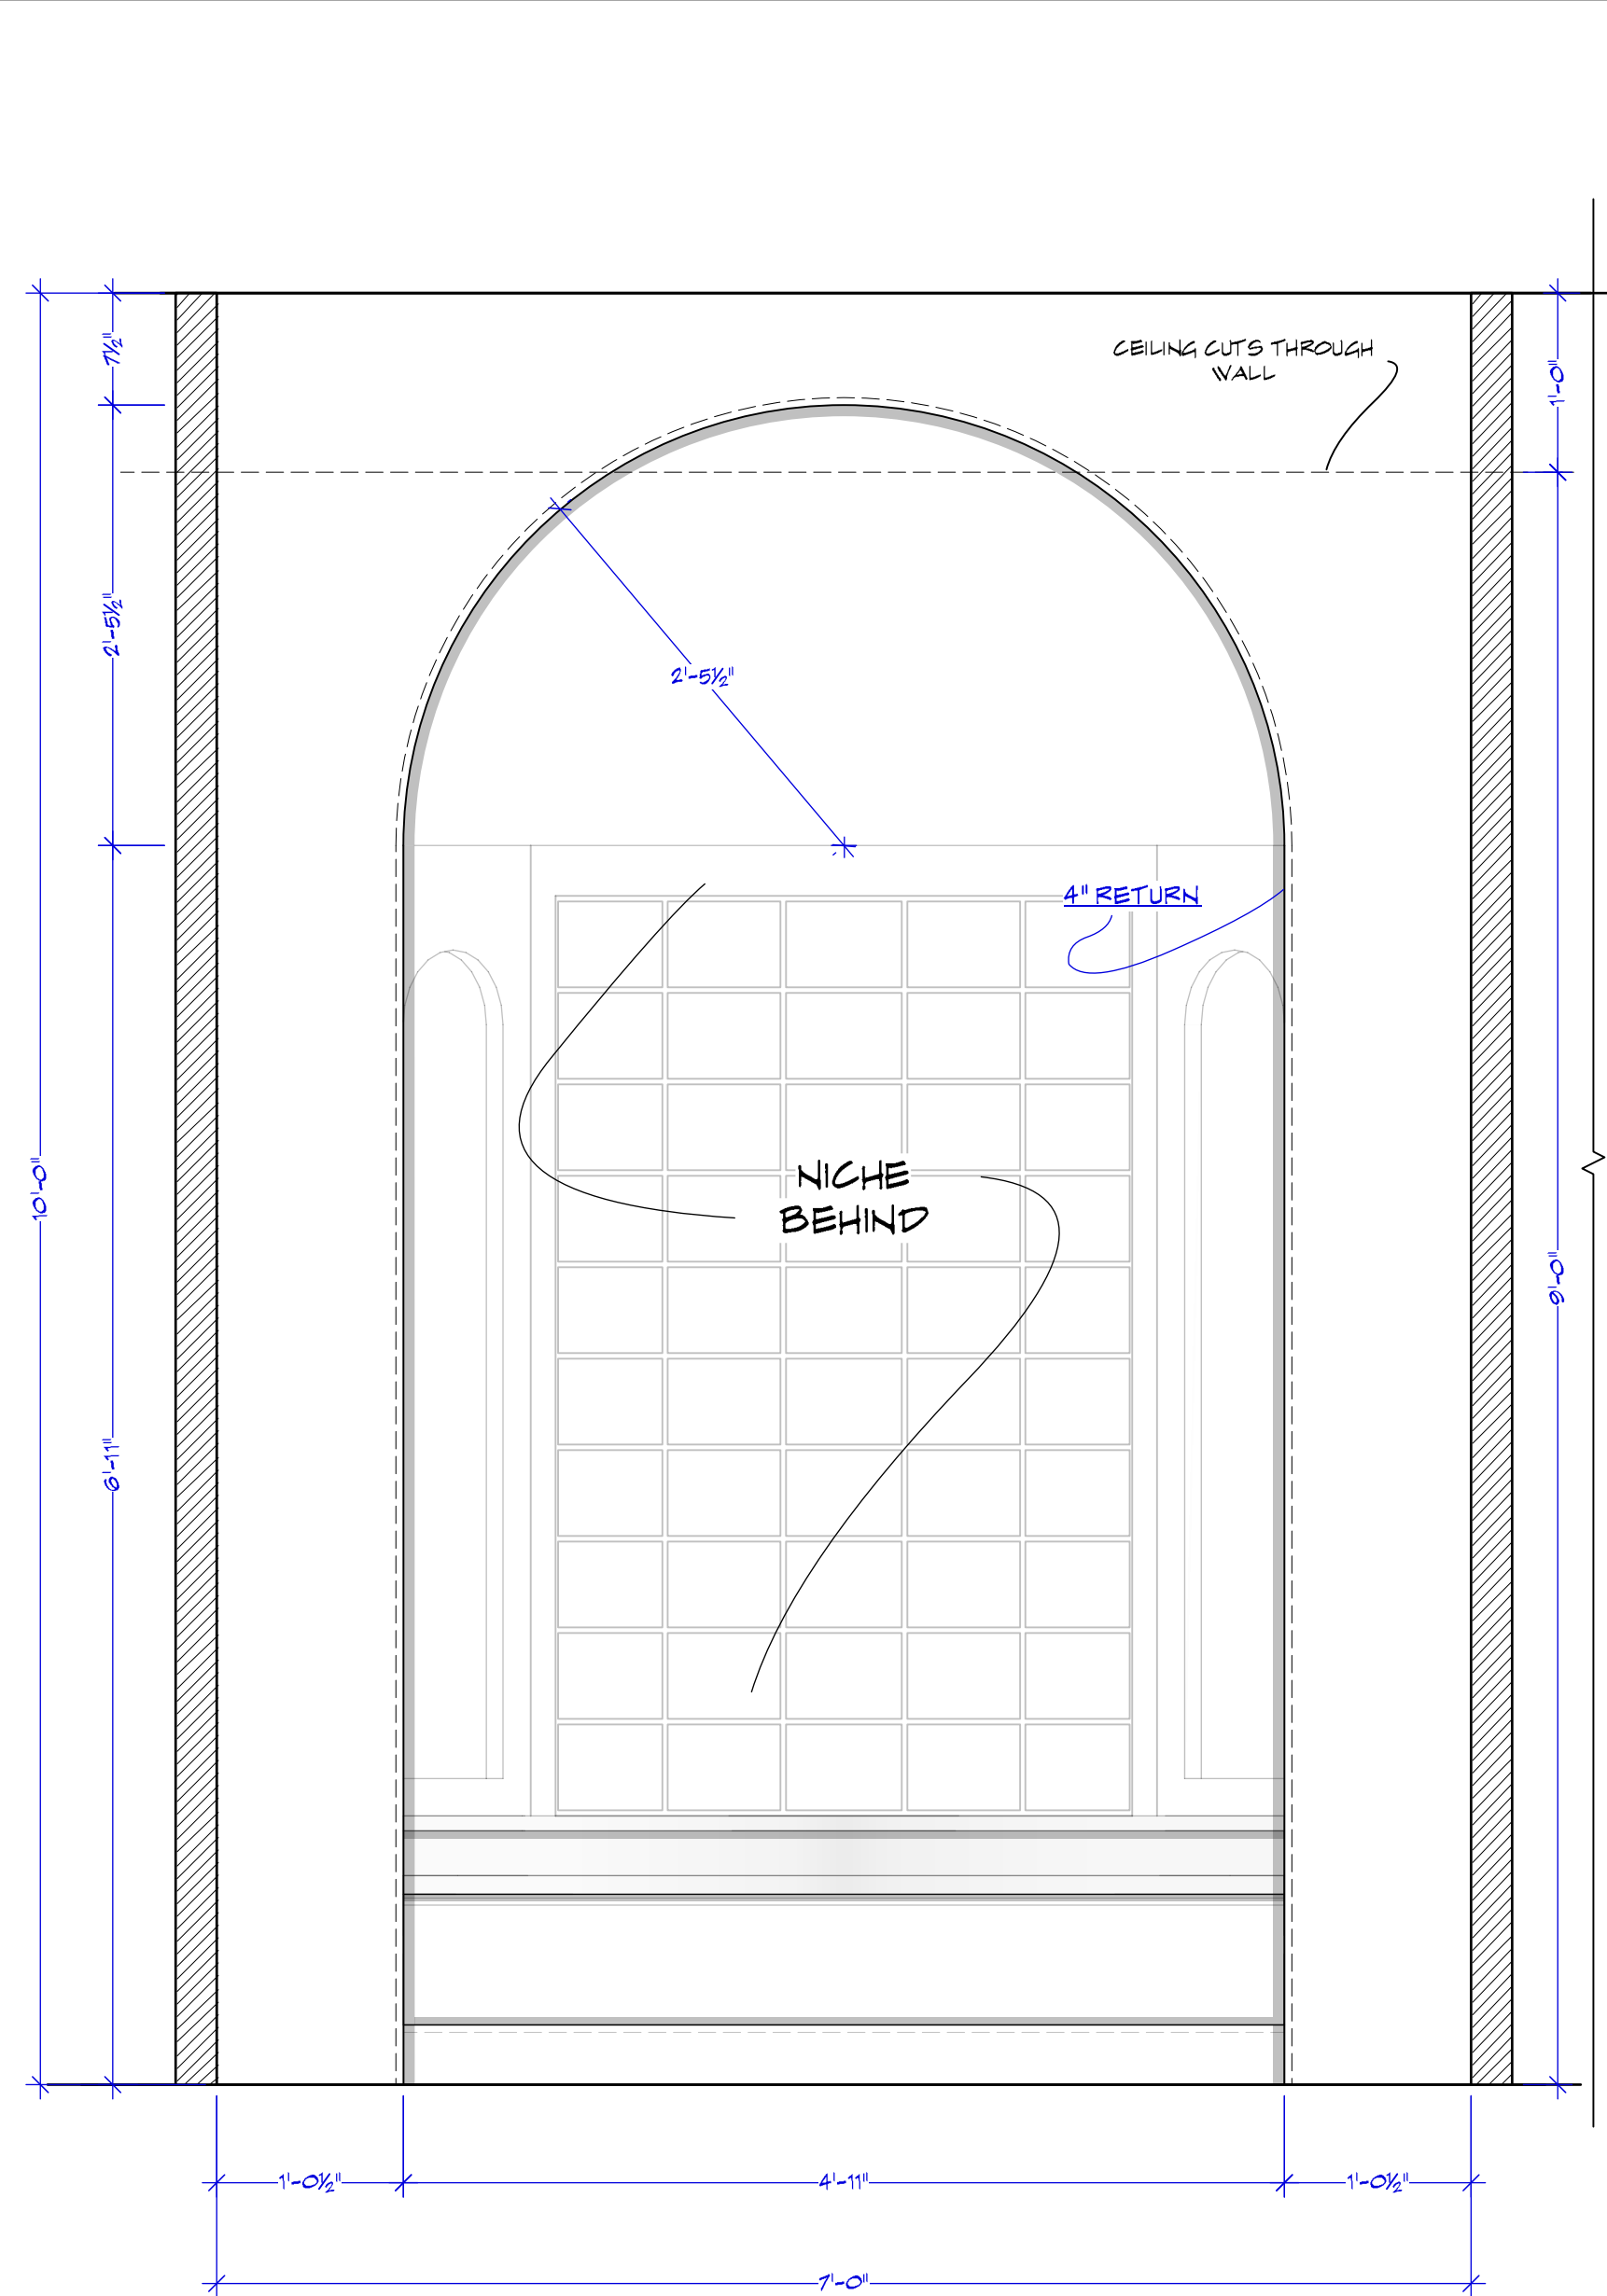 7½"
CEILING CUTS THROUGH
WALL
1'-0"
2'-5½"
2'-5½"
4" RETURN
NICHE
BEHIND
10'-0"
9'-0"
6'-11"
1'-0½"
4'-11"
1'-0½"
7'-0"